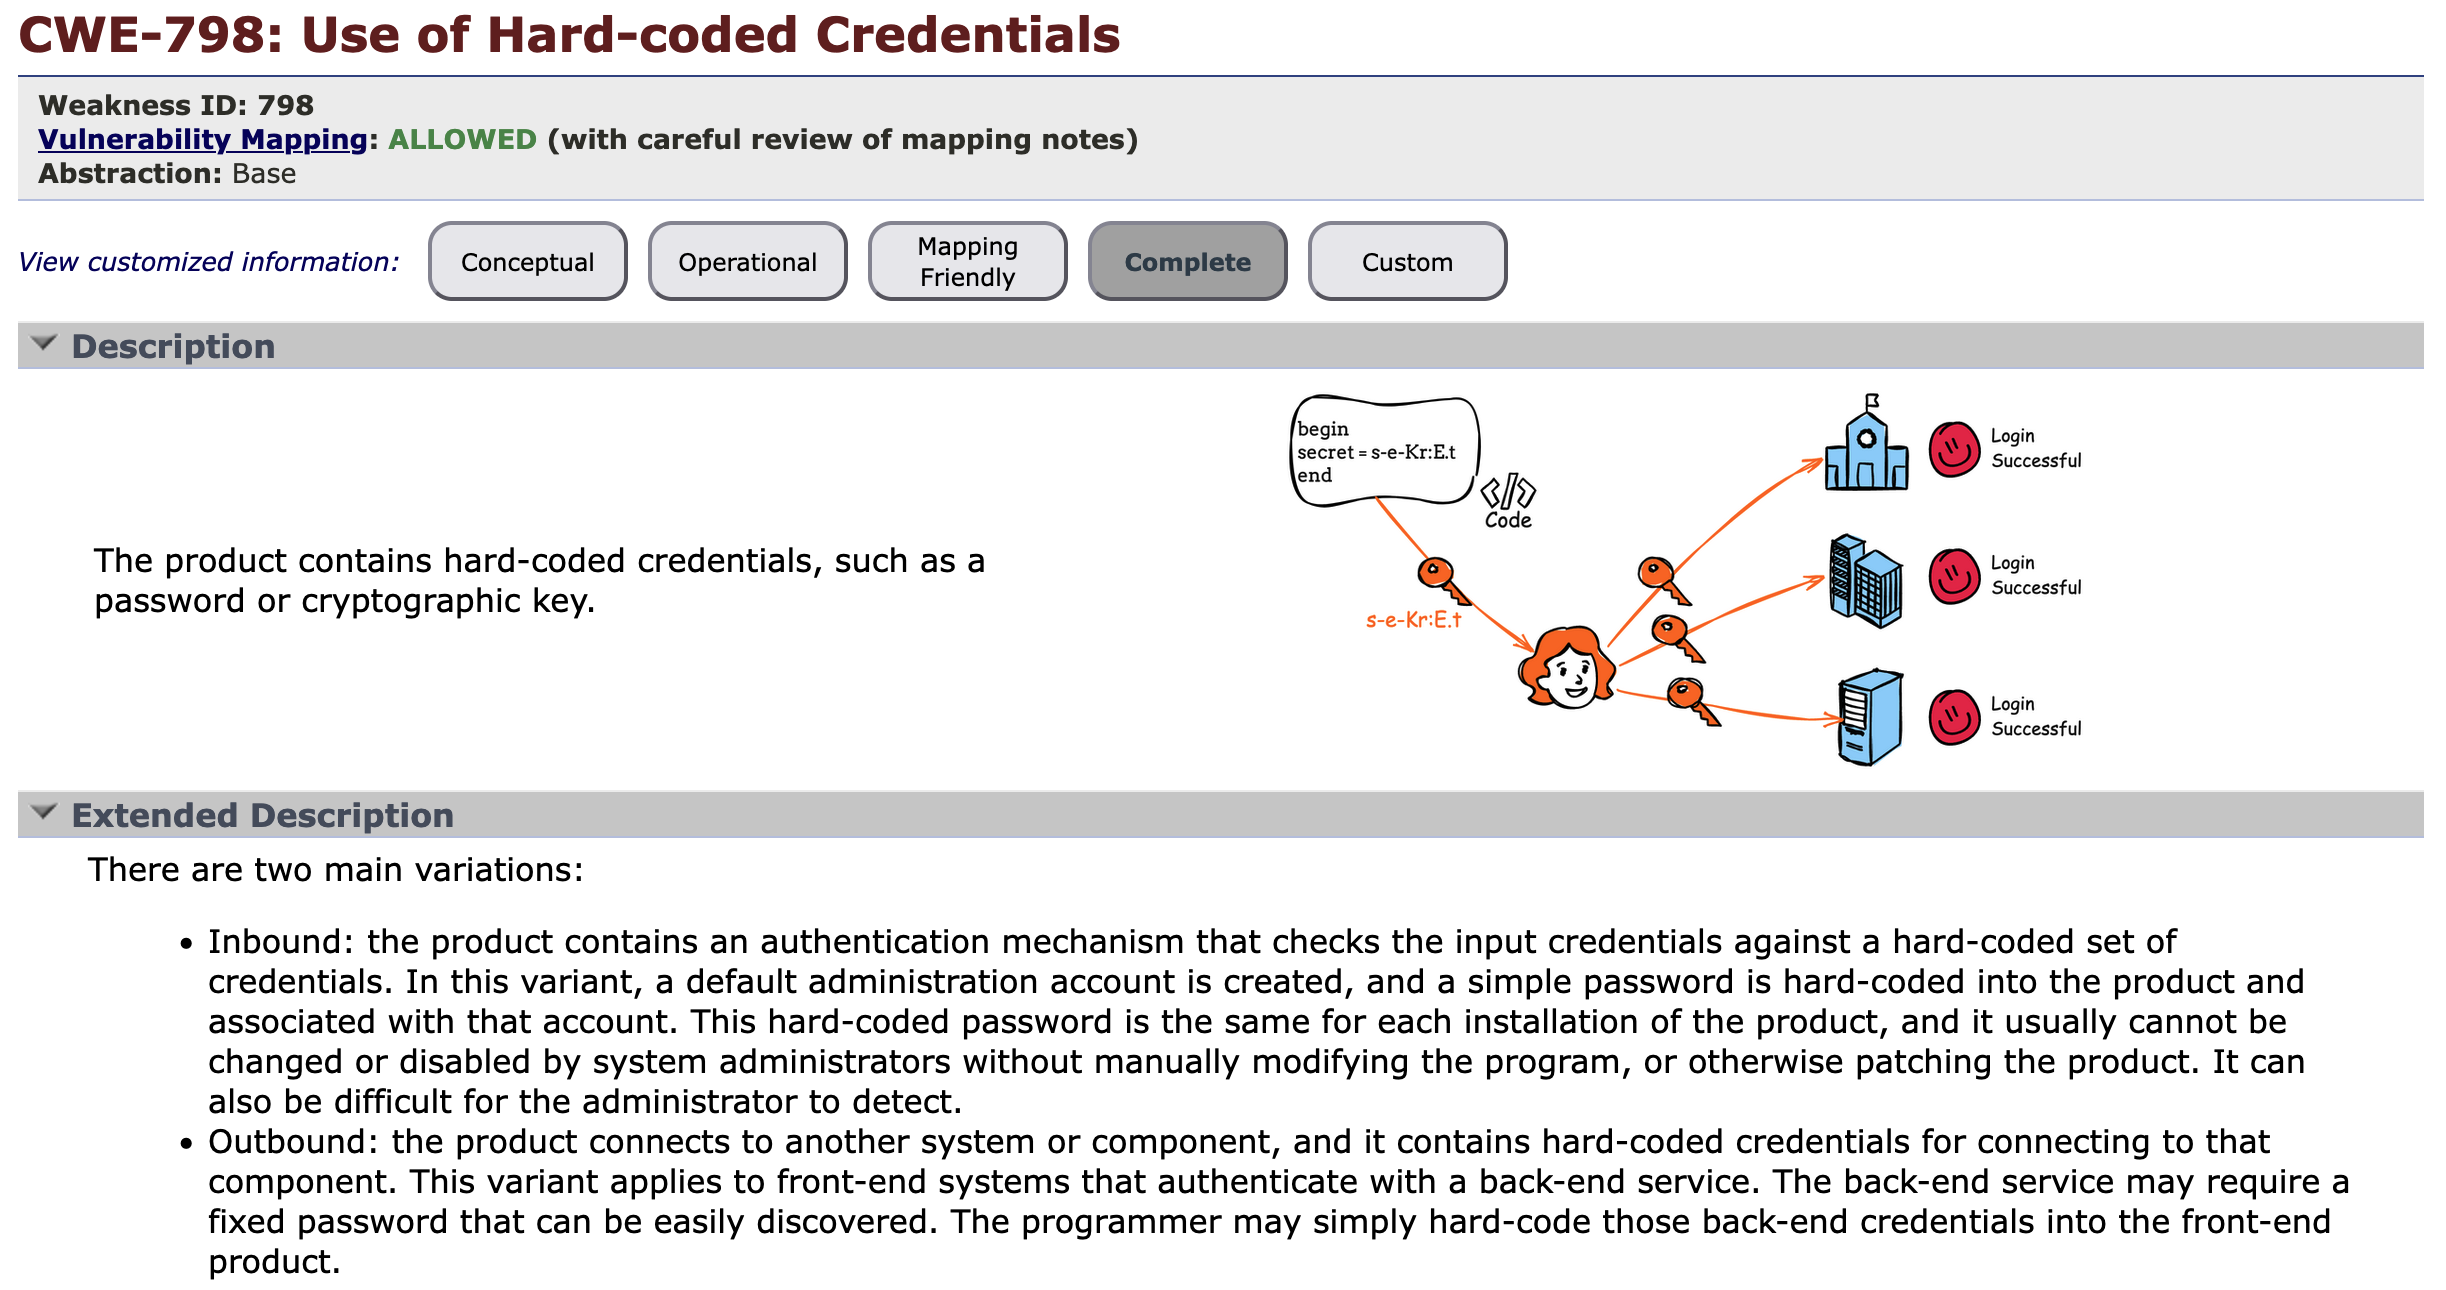 CWE-798: Use of Hard-coded Credentials
Weakness ID: 798
Vulnerability Mapping: ALLOWED (with careful review of mapping notes)
Abstraction: Base
View customized information:
Conceptual
Operational
Mapping
Friendly
Complete
Custom
Description
The product contains hard-coded credentials, such as a
password or cryptographic key.
begin
secret = s-e-Kr:E.t
end
Code
s-e-Kr:E.t
Login
Successful
Login
Successful
Login
Successful
Extended Description
There are two main variations:
• Inbound: the product contains an authentication mechanism that checks the input credentials against a hard-coded set of
credentials. In this variant, a default administration account is created, and a simple password is hard-coded into the product and
associated with that account. This hard-coded password is the same for each installation of the product, and it usually cannot be
changed or disabled by system administrators without manually modifying the program, or otherwise patching the product. It can
also be difficult for the administrator to detect.
• Outbound: the product connects to another system or component, and it contains hard-coded credentials for connecting to that
component. This variant applies to front-end systems that authenticate with a back-end service. The back-end service may require a
fixed password that can be easily discovered. The programmer may simply hard-code those back-end credentials into the front-end
product.